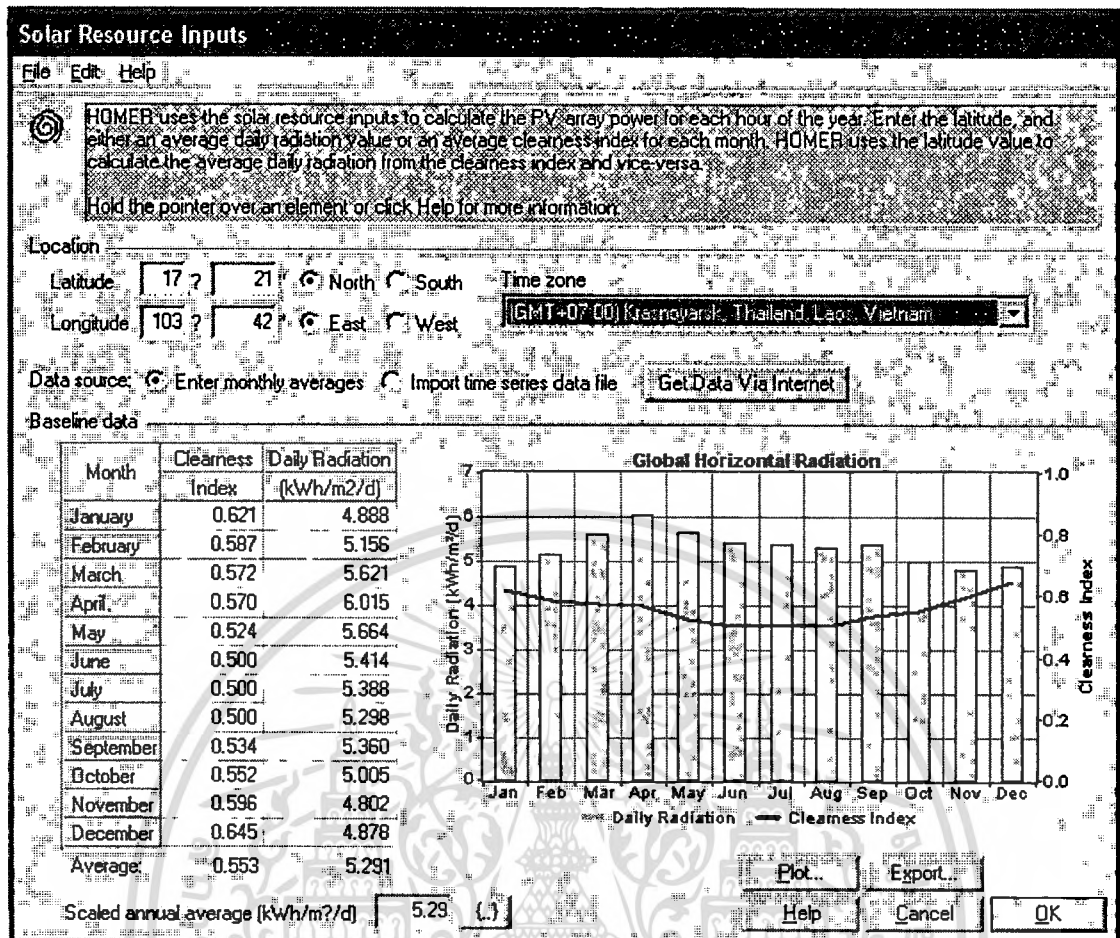 Solar Resource Inputs
File Edit Help
HOMER uses the solar resource inputs to calculate the PV array power for each hour of the year. Enter the latitude, and
either an average daily radiation value or an average clearness index for each month. HOMER uses the latitude value to
calculate the average daily radiation from the clearness index and vice-versa.
Hold the pointer over an element or click Help for more information.
Location
Latitude 17 ? 21 ' North South Time zone
Longitude 103 ? 42 ' East West (GMT+07:00) Krasnoyarsk, Thailand, Laos, Vietnam
Data source: Enter monthly averages Import time series data file Get Data Via Internet
Baseline data
Month Clearness Index Daily Radiation (kWh/m2/d)
January 0.621 4.888
February 0.587 5.156
March 0.572 5.621
April 0.570 6.015
May 0.524 5.664
June 0.500 5.414
July 0.500 5.388
August 0.500 5.298
September 0.534 5.360
October 0.552 5.005
November 0.596 4.802
December 0.645 4.878
Average: 0.553 5.291
Scaled annual average (kWh/m?/d) 5.29 {..}
Global Horizontal Radiation
Daily Radiation (kWh/m²/d)
7
6
5
4
3
2
1
0
Jan Feb Mar Apr May Jun Jul Aug Sep Oct Nov Dec
1.0
0.8
0.6
0.4
0.2
0.0
Clearness Index
Daily Radiation Clearness Index
Plot... Export...
Help Cancel OK